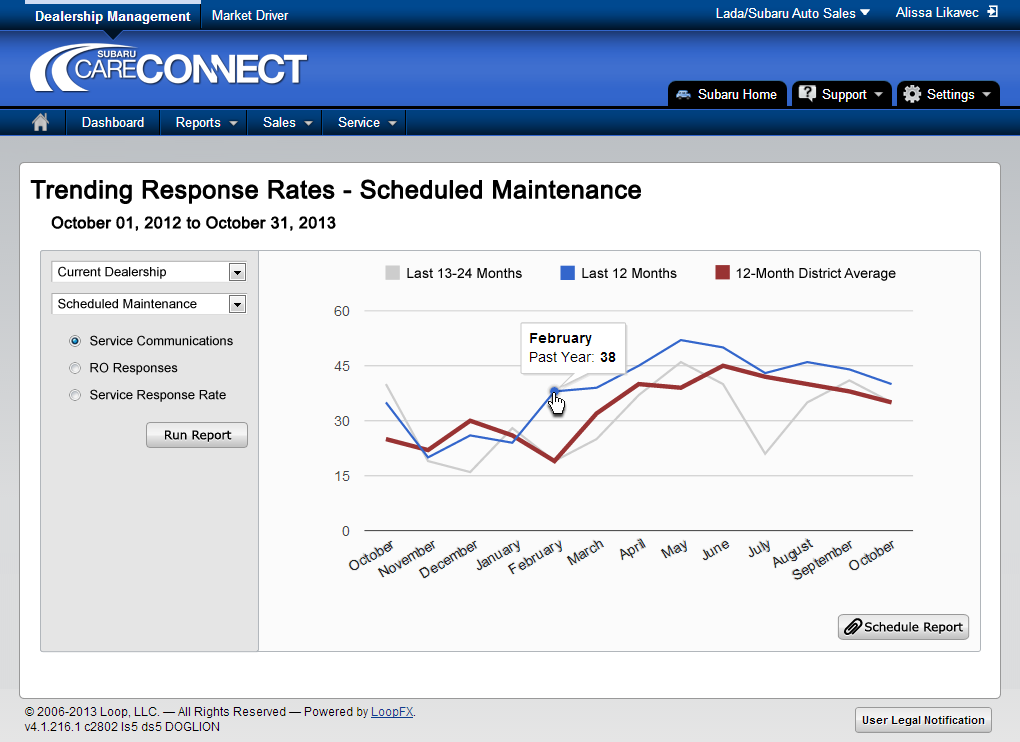 Dealership Management Market Driver Lada/Subaru Auto Sales Alissa Likavec
SUBARU
CARECONNECT
Subaru Home Support Settings
Dashboard Reports Sales Service
Trending Response Rates - Scheduled Maintenance
October 01, 2012 to October 31, 2013
Current Dealership
Scheduled Maintenance
Service Communications
RO Responses
Service Response Rate
Run Report
Last 13-24 Months Last 12 Months 12-Month District Average
60
45
30
15
0
February
Past Year: 38
October November December January February March April May June July August September October
Schedule Report
© 2006-2013 Loop, LLC. — All Rights Reserved — Powered by LoopFX.
v4.1.216.1 c2802 ls5 ds5 DOGLION
User Legal Notification